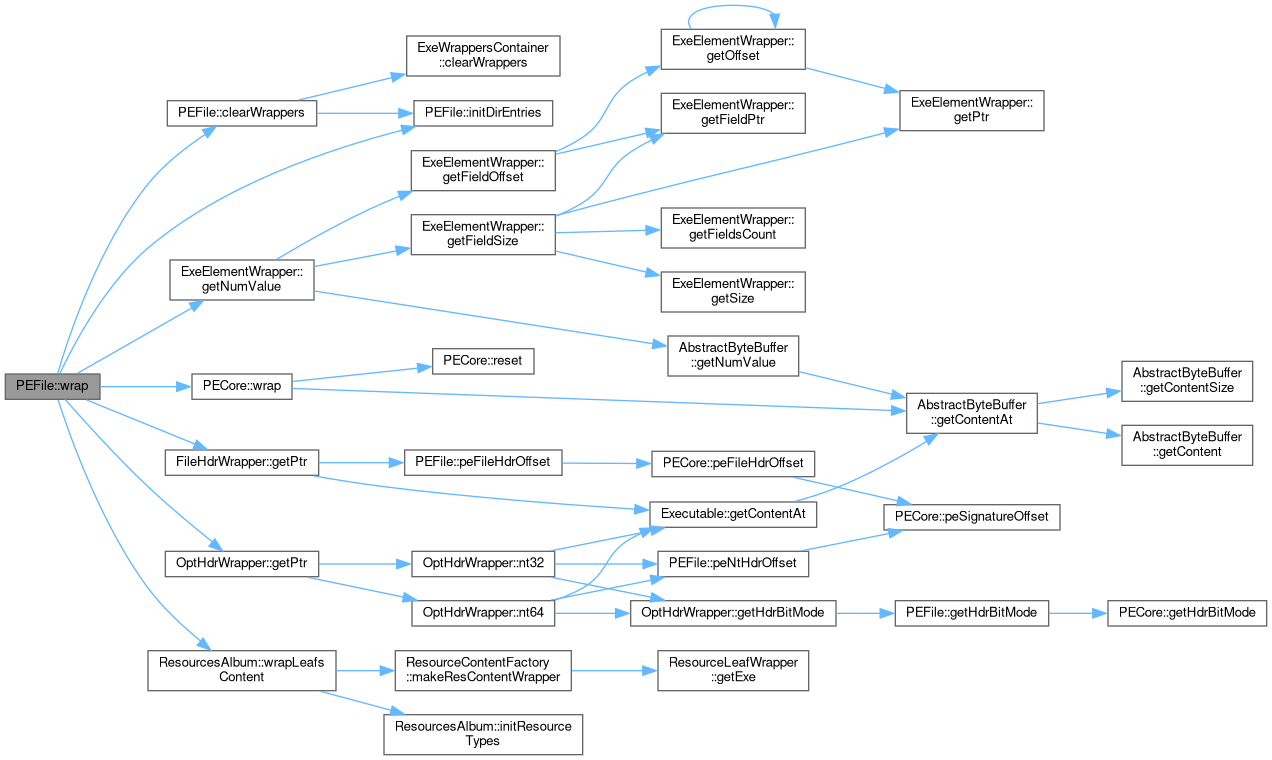 PEFile::wrap
PEFile::clearWrappers
ExeWrappersContainer
::clearWrappers
PEFile::initDirEntries
ExeElementWrapper::
getNumValue
ExeElementWrapper::
getFieldOffset
ExeElementWrapper::
getOffset
ExeElementWrapper::
getPtr
ExeElementWrapper::
getFieldPtr
ExeElementWrapper::
getFieldSize
ExeElementWrapper::
getFieldsCount
ExeElementWrapper::
getSize
AbstractByteBuffer
::getNumValue
AbstractByteBuffer
::getContentAt
AbstractByteBuffer
::getContentSize
AbstractByteBuffer
::getContent
PECore::wrap
PECore::reset
FileHdrWrapper::getPtr
PEFile::peFileHdrOffset
PECore::peFileHdrOffset
PECore::peSignatureOffset
Executable::getContentAt
OptHdrWrapper::getPtr
OptHdrWrapper::nt32
PEFile::peNtHdrOffset
OptHdrWrapper::nt64
OptHdrWrapper::getHdrBitMode
PEFile::getHdrBitMode
PECore::getHdrBitMode
ResourcesAlbum::wrapLeafs
Content
ResourceContentFactory
::makeResContentWrapper
ResourceLeafWrapper
::getExe
ResourcesAlbum::initResource
Types